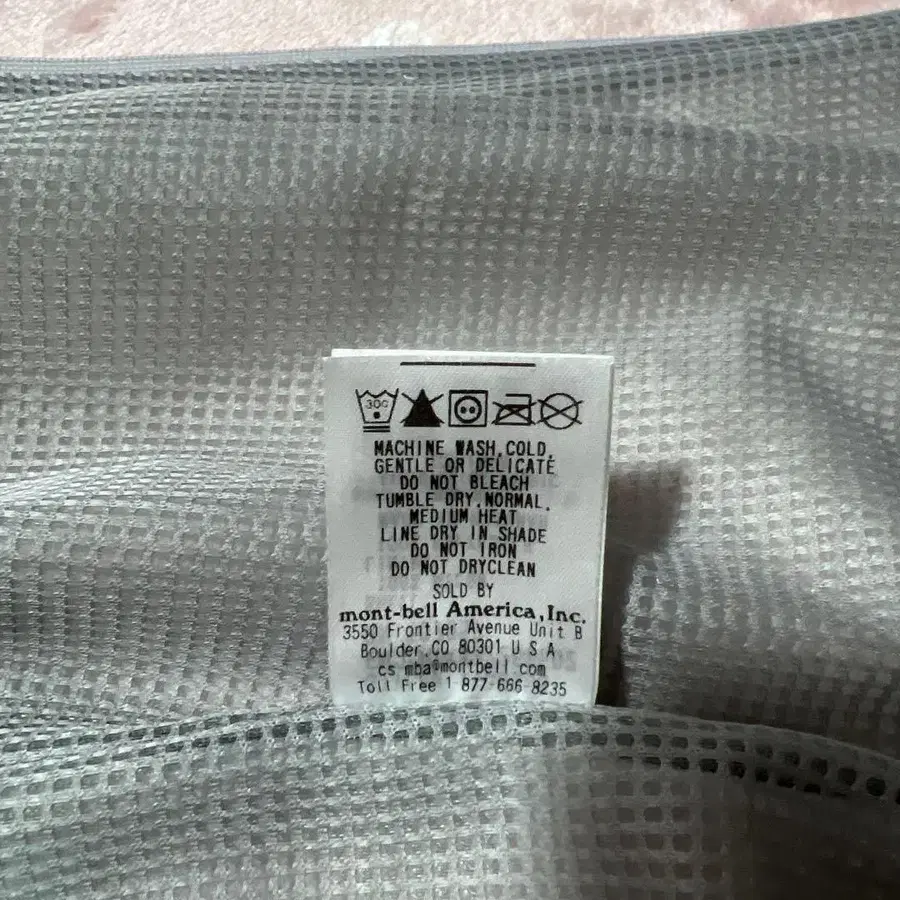 30C
MACHINE WASH,COLD,
GENTLE OR DELICATE
DO NOT BLEACH
TUMBLE DRY,NORMAL,
MEDIUM HEAT
LINE DRY IN SHADE
DO NOT IRON
DO NOT DRYCLEAN
SOLD BY
mont-bell America,Inc.
3550 Frontier Avenue Unit B
Boulder,CO 80301 U S A
cs mba@montbell com
Toll Free 1 877-666-8235